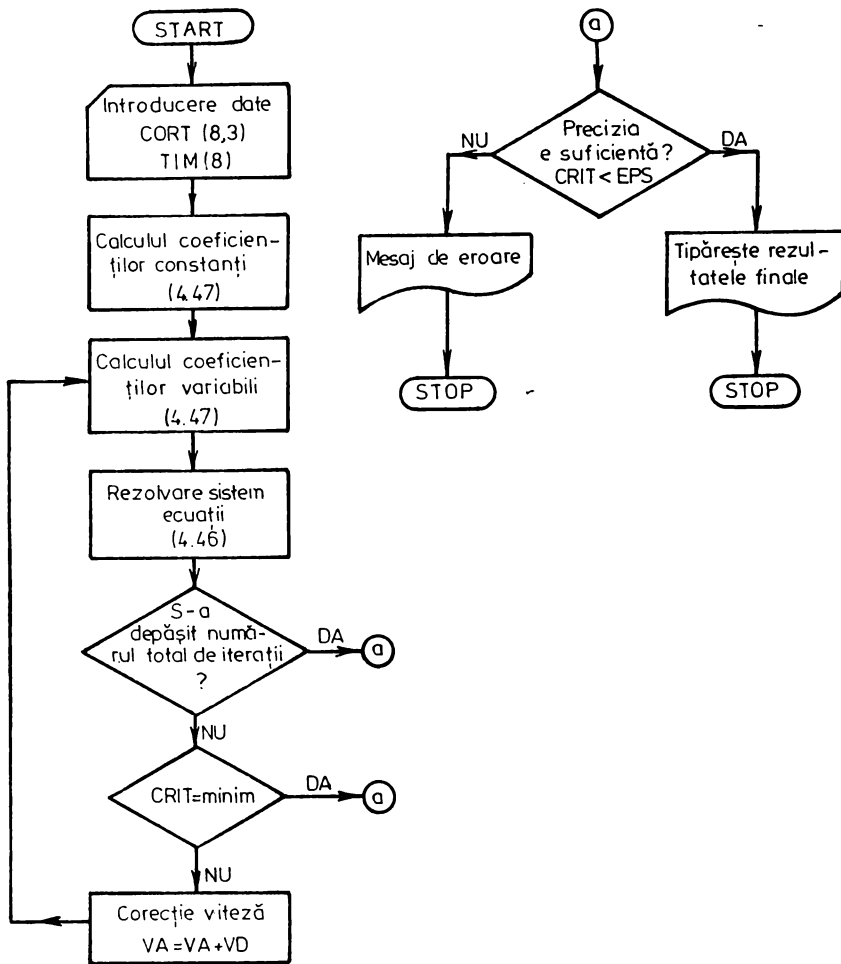 START
Introducere date
CORT (8,3)
TIM(8)
Calculul coeficien-
ților constanți
(4.47)
Calculul coeficien-
ților variabili
(4.47)
Rezolvare sistem
ecuații
(4.46)
S-a
depășit numă-
rul total de iterații
?
DA
a
NU
CRIT=minim
DA
a
NU
Corecție viteză
VA=VA+VD
a
Precizia
e suficientă?
CRIT<EPS
NU
DA
Mesaj de eroare
Tipărește rezul-
tatele finale
STOP
STOP